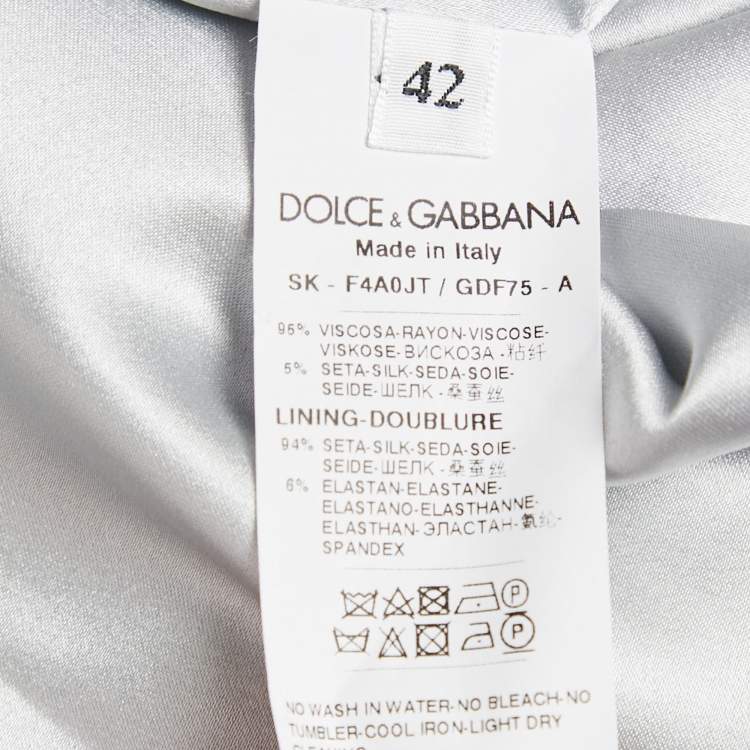 42
DOLCE & GABBANA
Made in Italy
SK - F4A0JT / GDF75 - A
95% VISCOSA-RAYON-VISCOSE-
VISKOSE-ВИСКОЗА -粘纤
5% SETA-SILK-SEDA-SOIE-
SEIDE-ШЕЛК -桑蚕丝
LINING-DOUBLURE
94% SETA-SILK-SEDA-SOIE-
SEIDE-ШЕЛК -桑蚕丝
6% ELASTAN-ELASTANE-
ELASTANO-ELASTHANNE-
ELASTHAN-ЭЛАСТАН-氨纶-
SPANDEX
P
P
NO WASH IN WATER-NO BLEACH-NO
TUMBLER-COOL IRON-LIGHT DRY
CLEANING